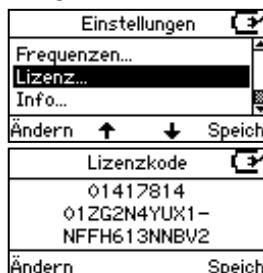 Einstellungen
Frequenzen...
Lizenz...
Info...
Ändern ↑ ↓ Speich
Lizenzkode
01417814
01ZG2N4YUX1-
NFFH613NNBV2
Ändern Speich